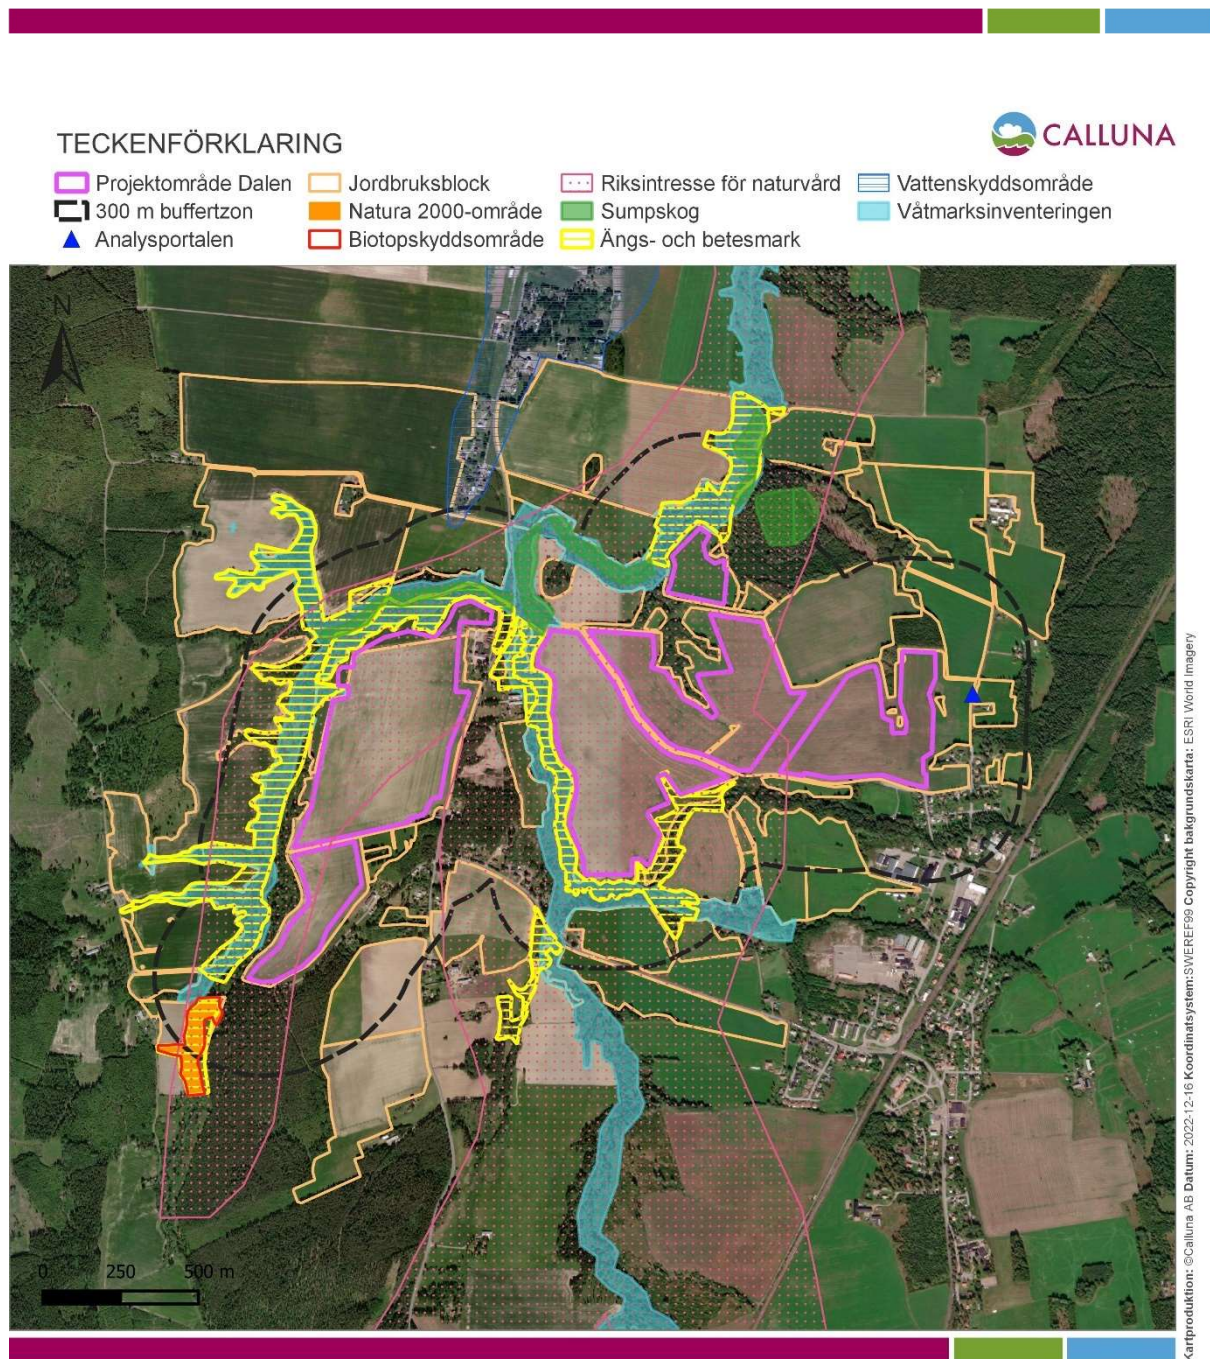 CALLUNA
TECKENFÖRKLARING
Projektområde Dalen
300 m buffertzon
Analysportalen
Jordbruksblock
Natura 2000-område
Biotopskyddsområde
Riksintresse för naturvård
Sumpskog
Ängs- och betesmark
Vattenskyddsområde
Våtmarksinventeringen
N
0 250 500 m
Kartproduktion: ©Calluna AB Datum: 2022-12-16 Koordinatsystem:SWEREF99 Copyright bakgrundskarta: ESRI World Imagery